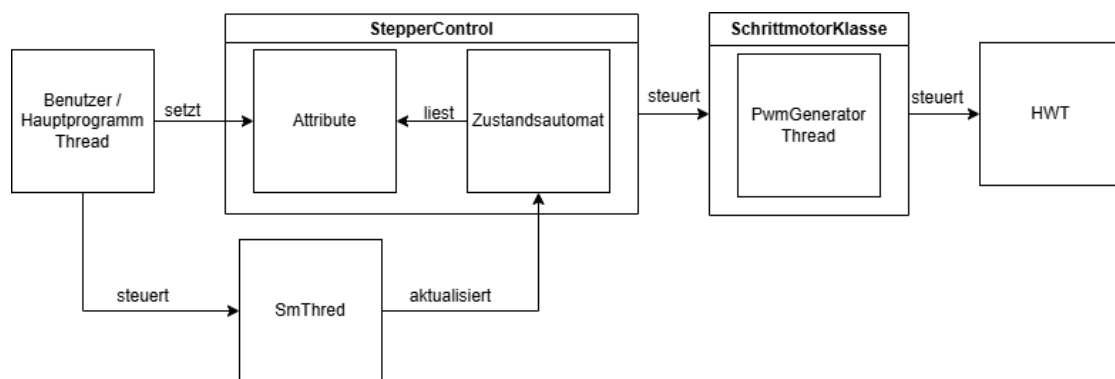 StepperControl
SchrittmotorKlasse
Benutzer /
Hauptprogramm
Thread
setzt
Attribute
liest
Zustandsautomat
steuert
PwmGenerator
Thread
steuert
HWT
steuert
SmThred
aktualisiert